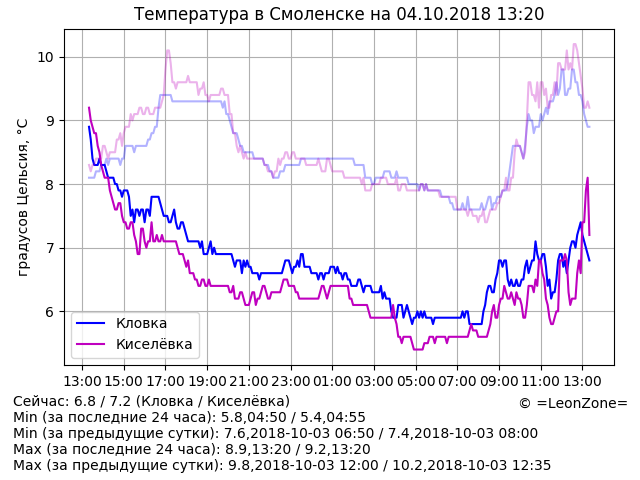 Температура в Смоленске на 04.10.2018 13:20
градусов Цельсия, °C
10
9
8
7
6
Кловка
Киселёвка
13:00 15:00 17:00 19:00 21:00 23:00 01:00 03:00 05:00 07:00 09:00 11:00 13:00
Сейчас: 6.8 / 7.2 (Кловка / Киселёвка)
© =LeonZone=
Min (за последние 24 часа): 5.8,04:50 / 5.4,04:55
Min (за предыдущие сутки): 7.6,2018-10-03 06:50 / 7.4,2018-10-03 08:00
Max (за последние 24 часа): 8.9,13:20 / 9.2,13:20
Max (за предыдущие сутки): 9.8,2018-10-03 12:00 / 10.2,2018-10-03 12:35